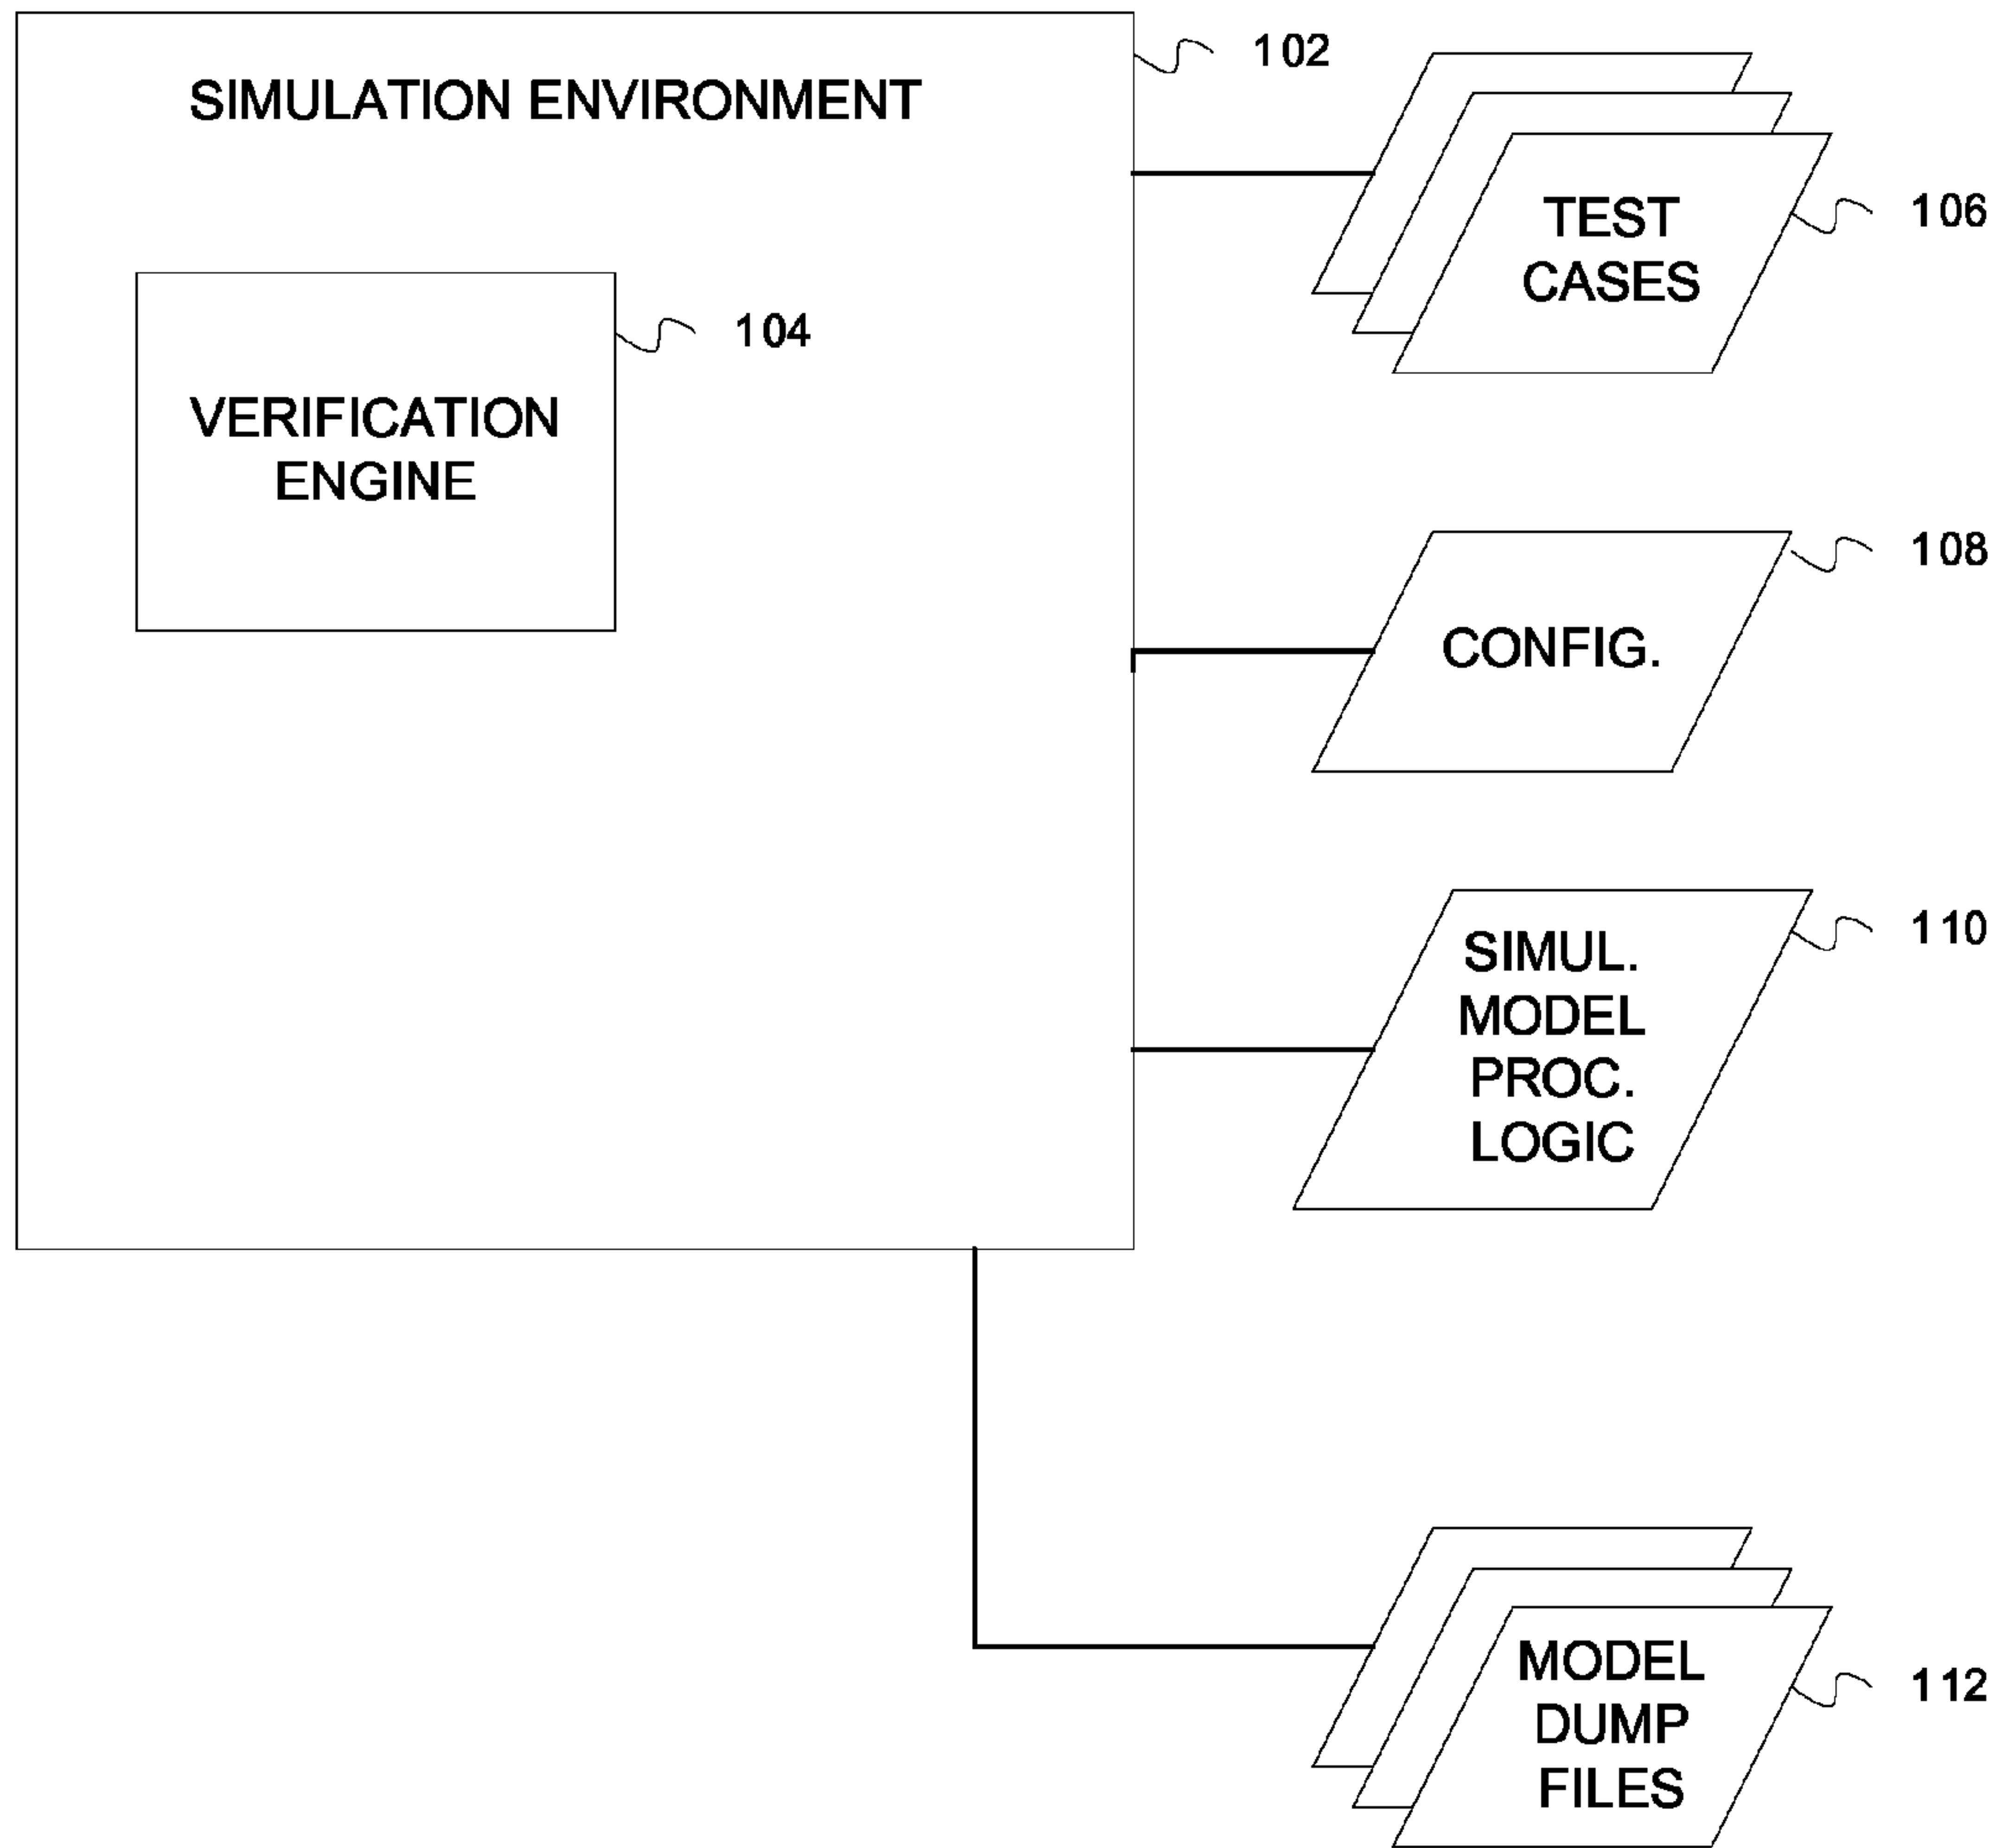 SIMULATION ENVIRONMENT
102
VERIFICATION
ENGINE
104
TEST
CASES
106
CONFIG.
108
SIMUL.
MODEL
PROC.
LOGIC
110
MODEL
DUMP
FILES
112